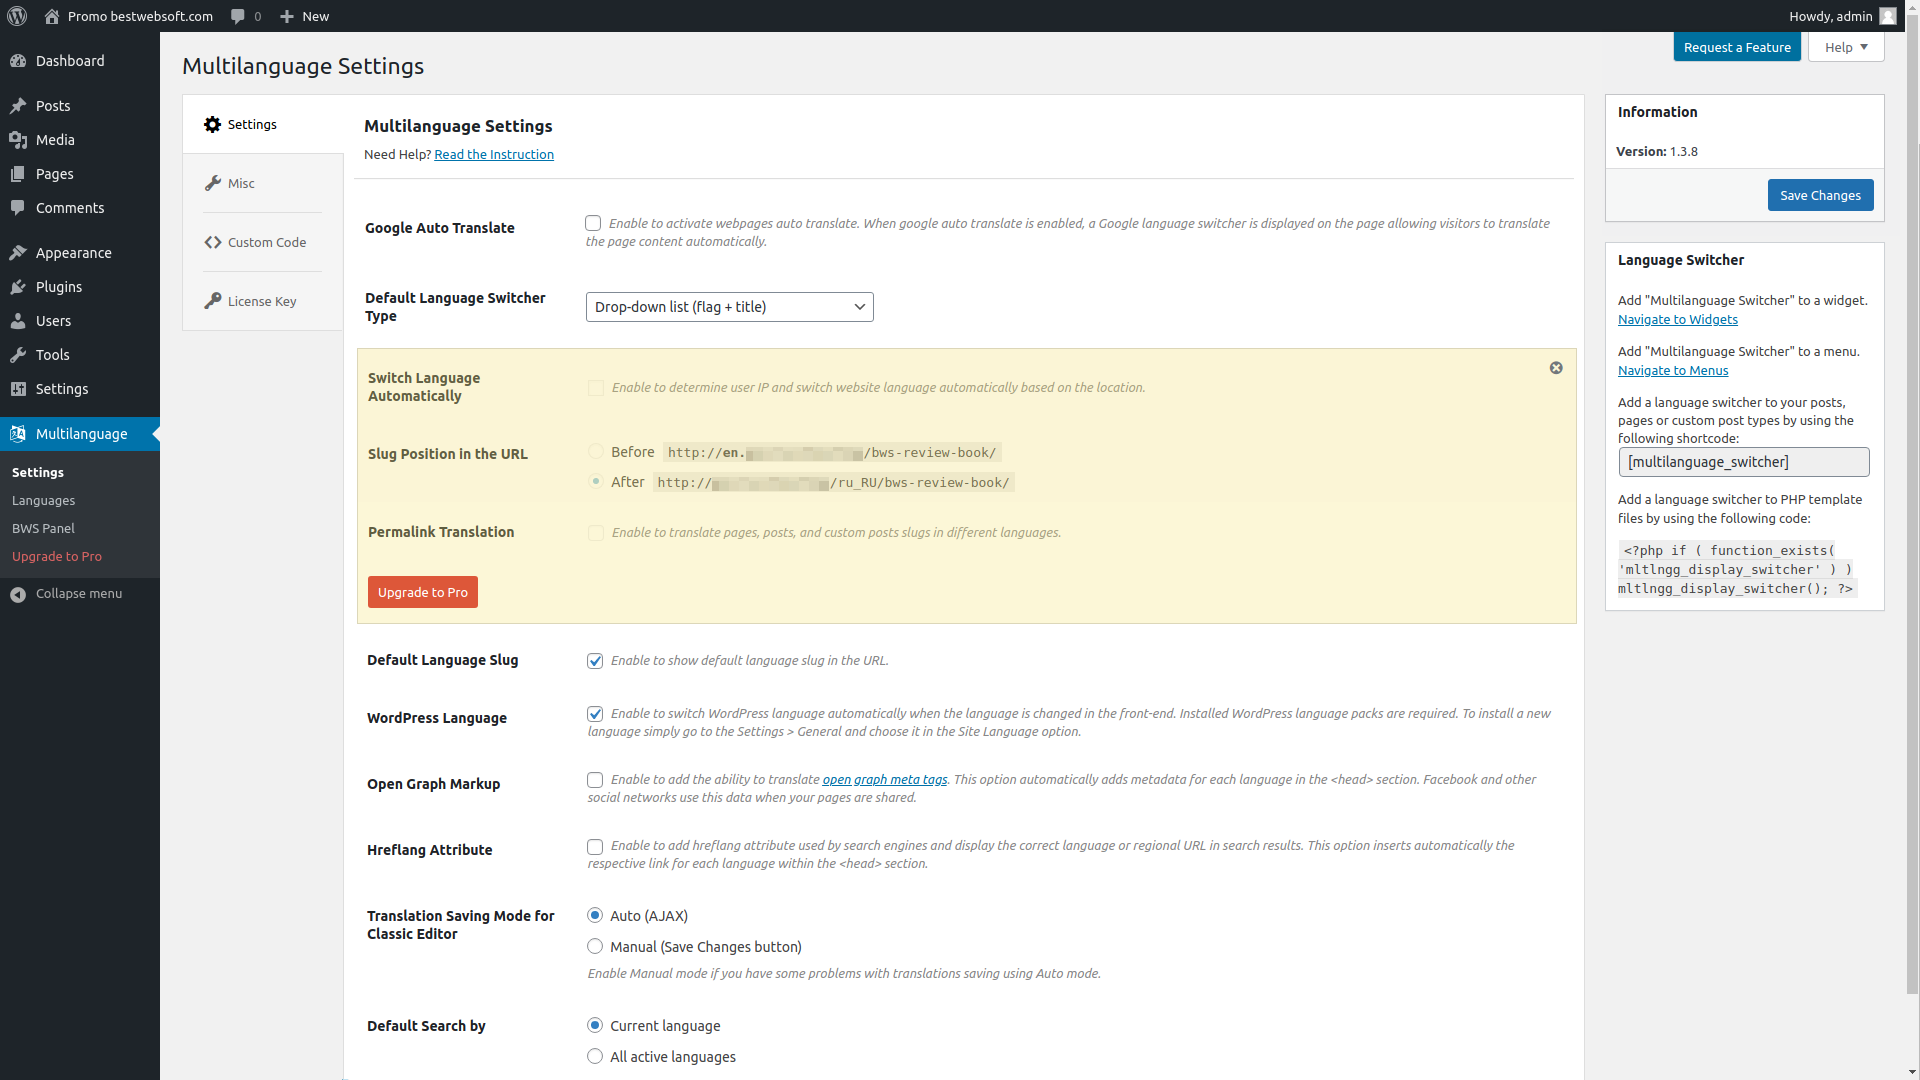 Promo bestwebsoft.com
0
New
Howdy, admin
Dashboard
Posts
Media
Pages
Comments
Appearance
Plugins
Users
Tools
Settings
Multilanguage
Settings
Languages
BWS Panel
Upgrade to Pro
Collapse menu
Multilanguage Settings
Request a Feature
Help
Settings
Misc
Custom Code
License Key
Multilanguage Settings
Need Help? Read the Instruction
Google Auto Translate
Enable to activate webpages auto translate. When google auto translate is enabled, a Google language switcher is displayed on the page allowing visitors to translate
the page content automatically.
Default Language Switcher
Type
Drop-down list (flag + title)
Switch Language
Automatically
Enable to determine user IP and switch website language automatically based on the location.
Slug Position in the URL
Before http://en. /bws-review-book/
After http:// /ru_RU/bws-review-book/
Permalink Translation
Enable to translate pages, posts, and custom posts slugs in different languages.
Upgrade to Pro
Default Language Slug
Enable to show default language slug in the URL.
WordPress Language
Enable to switch WordPress language automatically when the language is changed in the front-end. Installed WordPress language packs are required. To install a new
language simply go to the Settings > General and choose it in the Site Language option.
Open Graph Markup
Enable to add the ability to translate open graph meta tags. This option automatically adds metadata for each language in the <head> section. Facebook and other
social networks use this data when your pages are shared.
Hreflang Attribute
Enable to add hreflang attribute used by search engines and display the correct language or regional URL in search results. This option inserts automatically the
respective link for each language within the <head> section.
Translation Saving Mode for
Classic Editor
Auto (AJAX)
Manual (Save Changes button)
Enable Manual mode if you have some problems with translations saving using Auto mode.
Default Search by
Current language
All active languages
Information
Version: 1.3.8
Save Changes
Language Switcher
Add "Multilanguage Switcher" to a widget.
Navigate to Widgets
Add "Multilanguage Switcher" to a menu.
Navigate to Menus
Add a language switcher to your posts,
pages or custom post types by using the
following shortcode:
[multilanguage_switcher]
Add a language switcher to PHP template
files by using the following code:
<?php if ( function_exists(
'mltlngg_display_switcher' ) )
mltlngg_display_switcher(); ?>